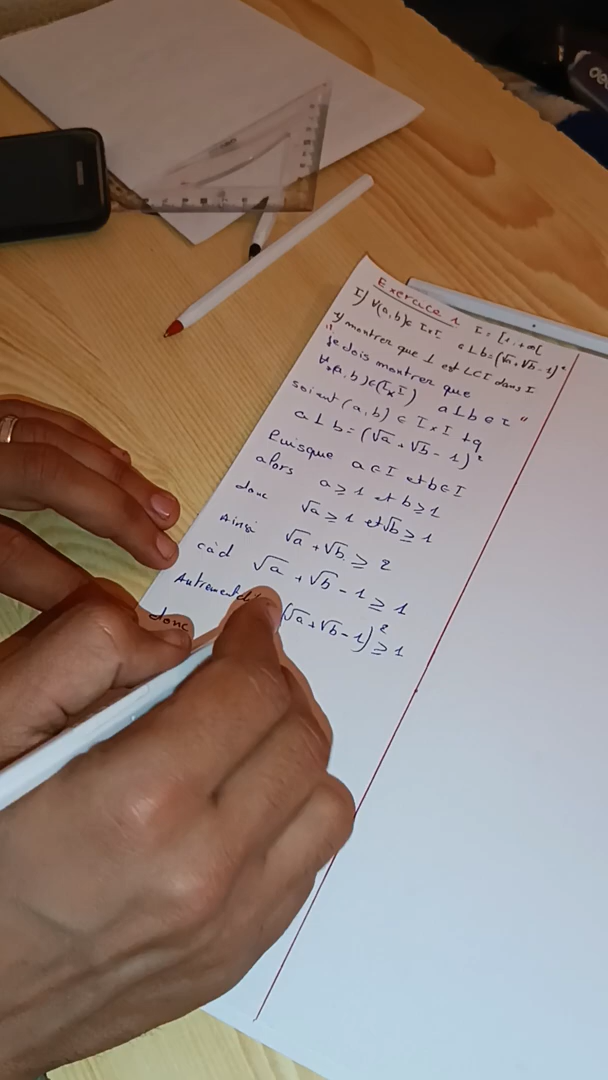 Exercice 1
I = [1, +∞[
I) ∀(a,b)∈ I×I a⊥b=(√a+√b-1)²
1) montrer que ⊥ est LCI dans I
"je dois montrer que
∀(a,b)∈(I×I) a⊥b∈I"
soient (a,b) ∈ I×I tq
a⊥b=(√a+√b-1)²
Puisque a∈I et b∈I
alors a≥1 et b≥1
donc √a≥1 et √b≥1
Ainsi √a+√b≥2
càd √a+√b-1≥1
Autrement (√a+√b-1)²≥1
donc